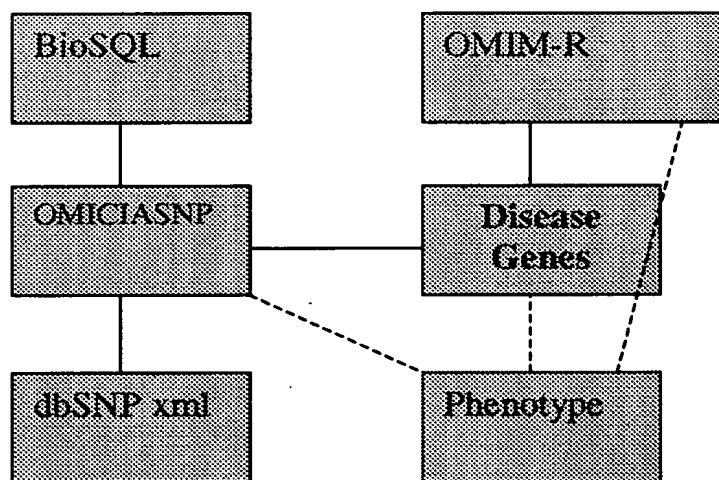 BioSQL
OMIM-R
OMICIASNP
Disease
Genes
dbSNP xml
Phenotype